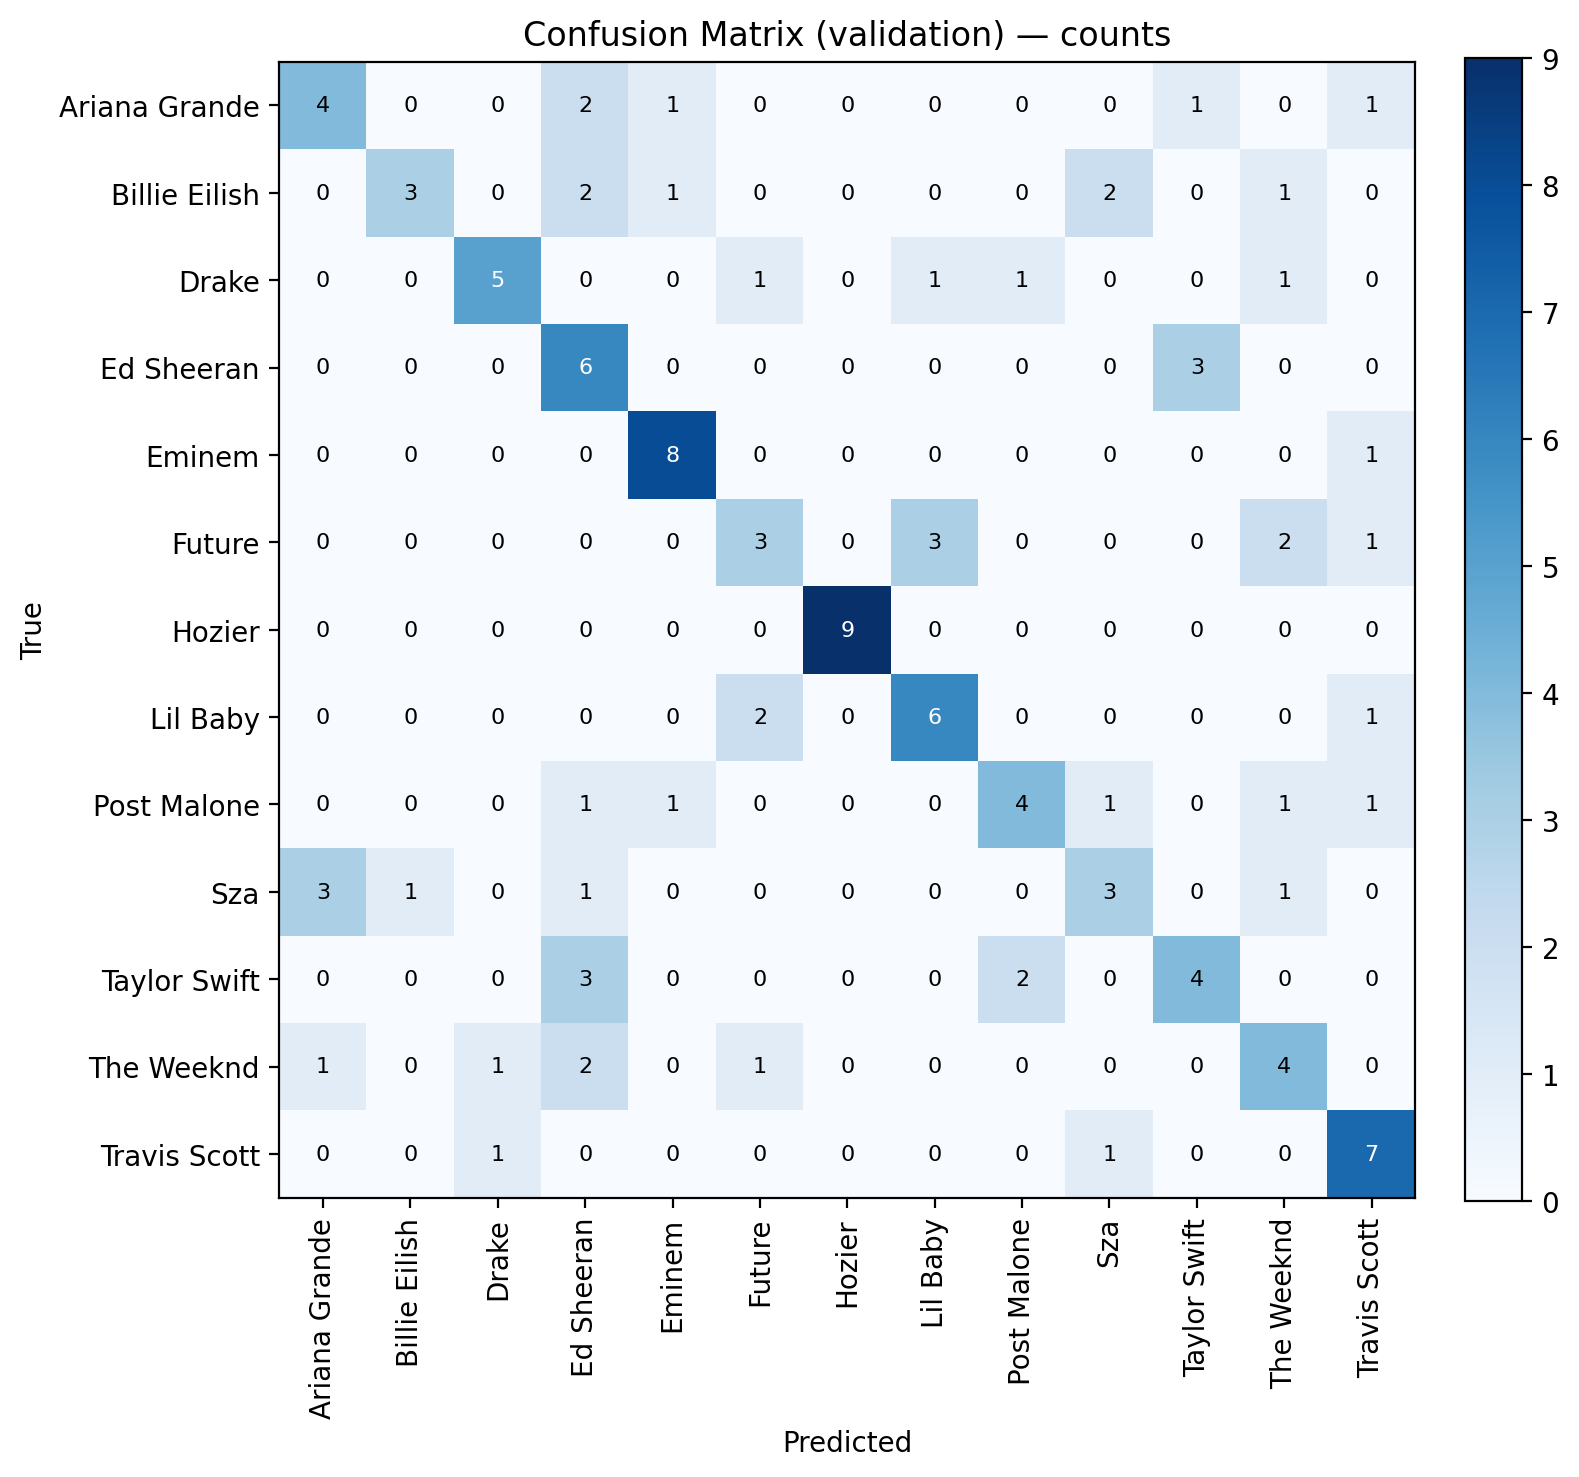 Confusion Matrix (validation) — counts
Ariana Grande 4 0 0 2 1 0 0 0 0 0 1 0 1
Billie Eilish 0 3 0 2 1 0 0 0 0 2 0 1 0
Drake 0 0 5 0 0 1 0 1 1 0 0 1 0
Ed Sheeran 0 0 0 6 0 0 0 0 0 0 3 0 0
Eminem 0 0 0 0 8 0 0 0 0 0 0 0 1
Future 0 0 0 0 0 3 0 3 0 0 0 2 1
Hozier 0 0 0 0 0 0 9 0 0 0 0 0 0
Lil Baby 0 0 0 0 0 2 0 6 0 0 0 0 1
Post Malone 0 0 0 1 1 0 0 0 4 1 0 1 1
Sza 3 1 0 1 0 0 0 0 0 3 0 1 0
Taylor Swift 0 0 0 3 0 0 0 0 2 0 4 0 0
The Weeknd 1 0 1 2 0 1 0 0 0 0 0 4 0
Travis Scott 0 0 1 0 0 0 0 0 0 1 0 0 7
True
Ariana Grande
Billie Eilish
Drake
Ed Sheeran
Eminem
Future
Hozier
Lil Baby
Post Malone
Sza
Taylor Swift
The Weeknd
Travis Scott
Predicted
9
8
7
6
5
4
3
2
1
0